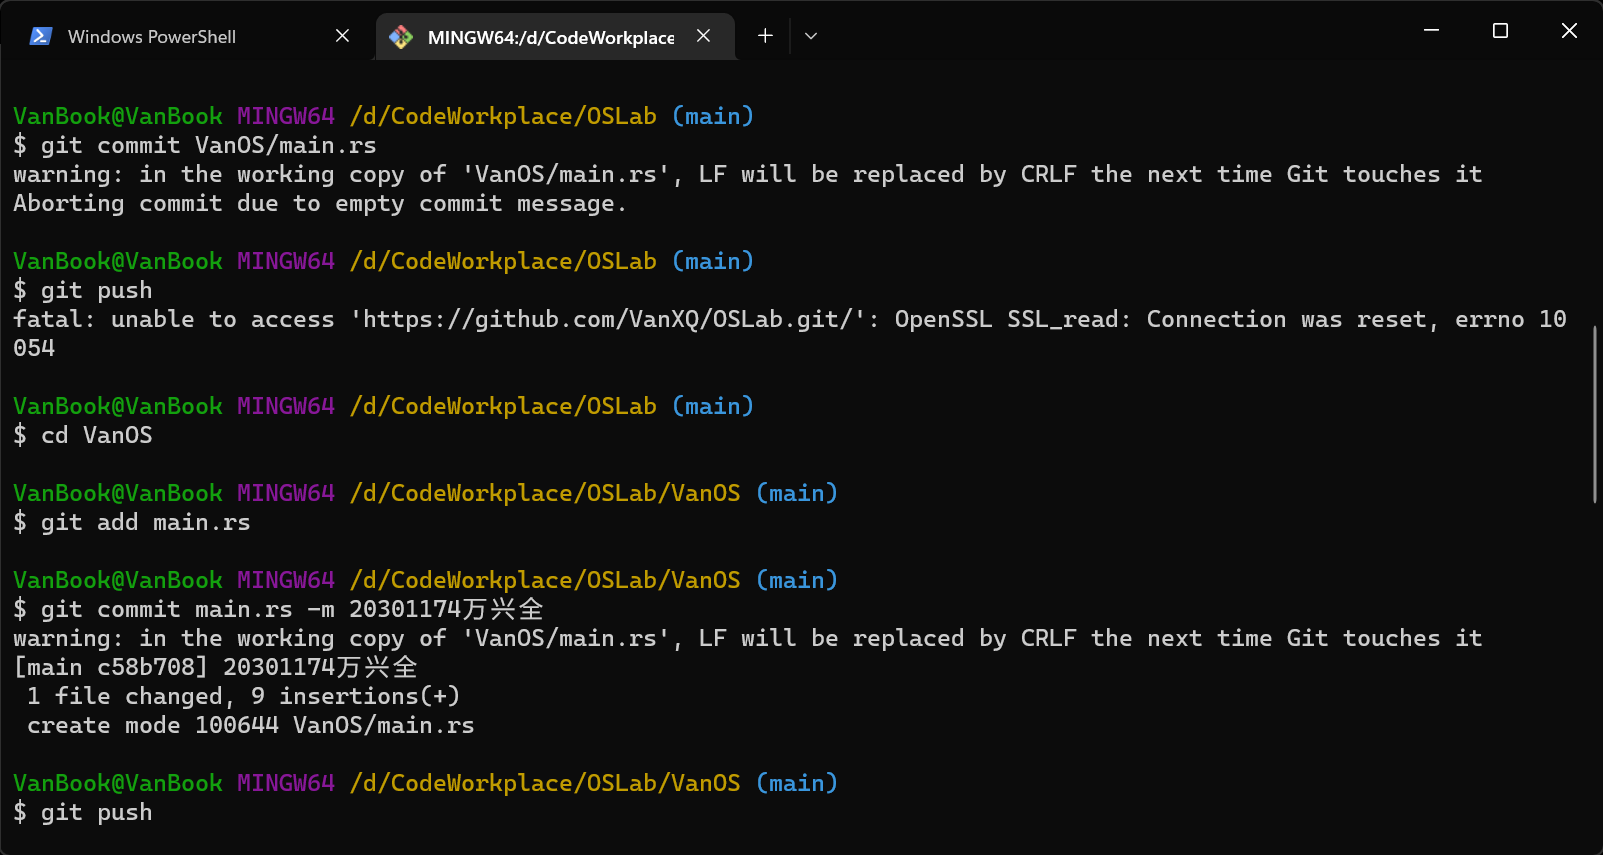 Windows PowerShell
MINGW64:/d/CodeWorkplace
VanBook@VanBook MINGW64 /d/CodeWorkplace/OSLab (main)
$ git commit VanOS/main.rs
warning: in the working copy of 'VanOS/main.rs', LF will be replaced by CRLF the next time Git touches it
Aborting commit due to empty commit message.
VanBook@VanBook MINGW64 /d/CodeWorkplace/OSLab (main)
$ git push
fatal: unable to access 'https://github.com/VanXQ/OSLab.git/': OpenSSL SSL_read: Connection was reset, errno 10
054
VanBook@VanBook MINGW64 /d/CodeWorkplace/OSLab (main)
$ cd VanOS
VanBook@VanBook MINGW64 /d/CodeWorkplace/OSLab/VanOS (main)
$ git add main.rs
VanBook@VanBook MINGW64 /d/CodeWorkplace/OSLab/VanOS (main)
$ git commit main.rs -m 20301174万兴全
warning: in the working copy of 'VanOS/main.rs', LF will be replaced by CRLF the next time Git touches it
[main c58b708] 20301174万兴全
1 file changed, 9 insertions(+)
create mode 100644 VanOS/main.rs
VanBook@VanBook MINGW64 /d/CodeWorkplace/OSLab/VanOS (main)
$ git push